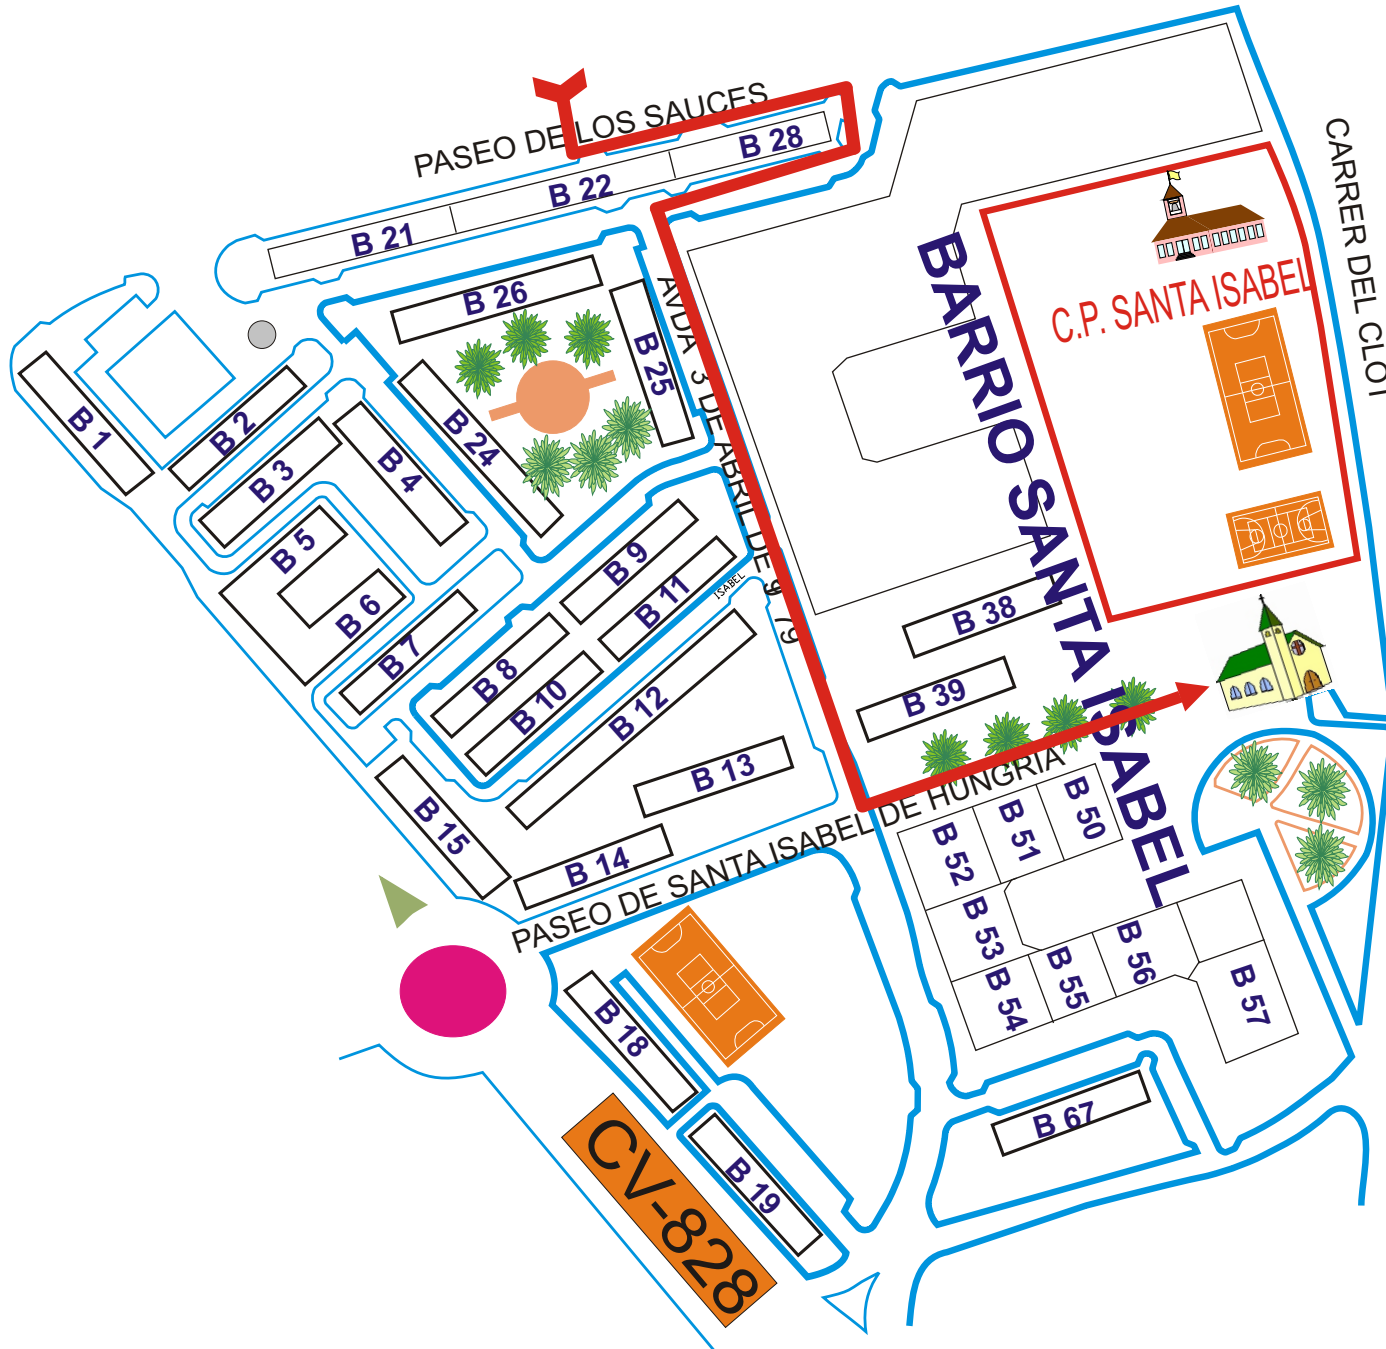 PASEO DE LOS SAUCES
B 28
B 22
B 21
CARRER DEL CLOT
BARRIO SANTA ISABEL
C.P. SANTA ISABEL
B 26
B 25
AVDA 3 DE ABRIL DE 9 79
B 24
B 1
B 2
B 3
B 4
B 5
B 6
B 7
B 9
B 11
ISABEL
B 8
B 10
B 12
B 38
B 39
B 13
B 14
B 15
PASEO DE SANTA ISABEL DE HUNGRIA
B 50
B 51
B 52
B 53
B 54
B 55
B 56
B 57
B 18
B 19
B 67
CV-828